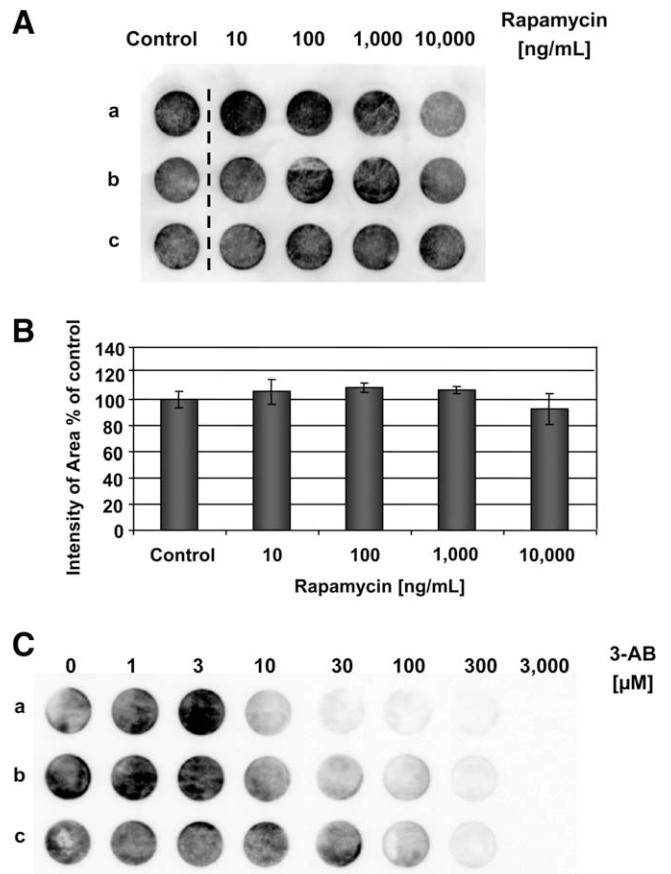 A
Control 10 100 1,000 10,000 Rapamycin
[ng/mL]
a
b
c
B
Intensity of Area % of control
140
120
100
80
60
40
20
0
Control 10 100 1,000 10,000
Rapamycin [ng/mL]
C
0 1 3 10 30 100 300 3,000 3-AB
[µM]
a
b
c